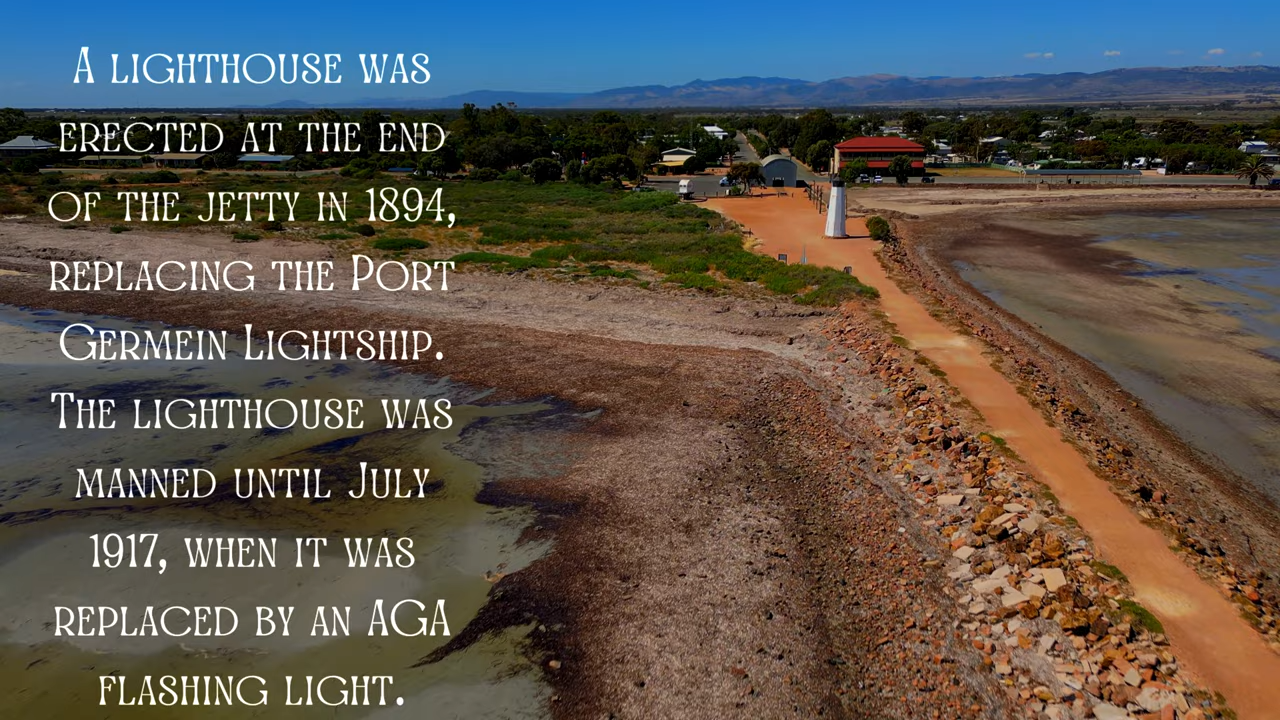 A lighthouse was
erected at the end
of the jetty in 1894,
replacing the Port
Germein Lightship.
The lighthouse was
manned until July
1917, when it was
replaced by an AGA
flashing light.